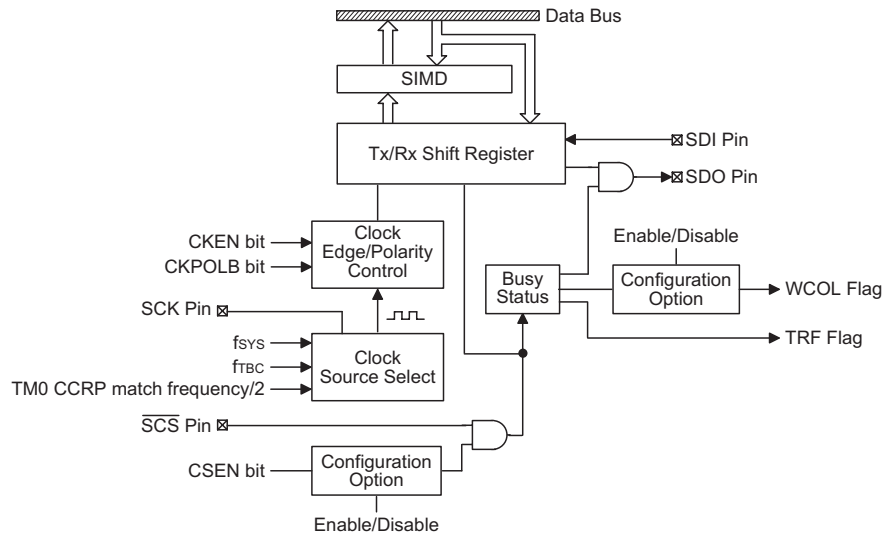 Data Bus
SIMD
Tx/Rx Shift Register
SDI Pin
SDO Pin
CKEN bit
CKPOLB bit
Clock
Edge/Polarity
Control
Enable/Disable
Busy
Status
Configuration
Option
WCOL Flag
SCK Pin
TRF Flag
fSYS
fTBC
TM0 CCRP match frequency/2
Clock
Source Select
SCS Pin
CSEN bit
Configuration
Option
Enable/Disable